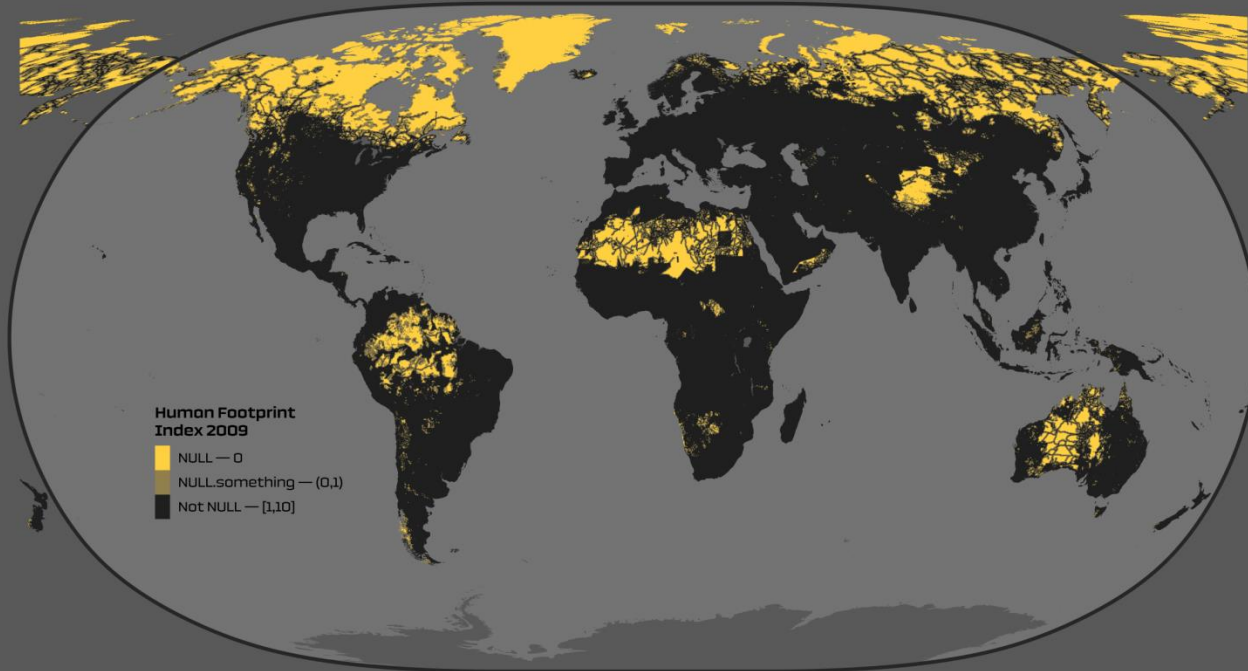 Human Footprint
Index 2009
NULL — 0
NULL.something — (0,1)
Not NULL — [1,10]